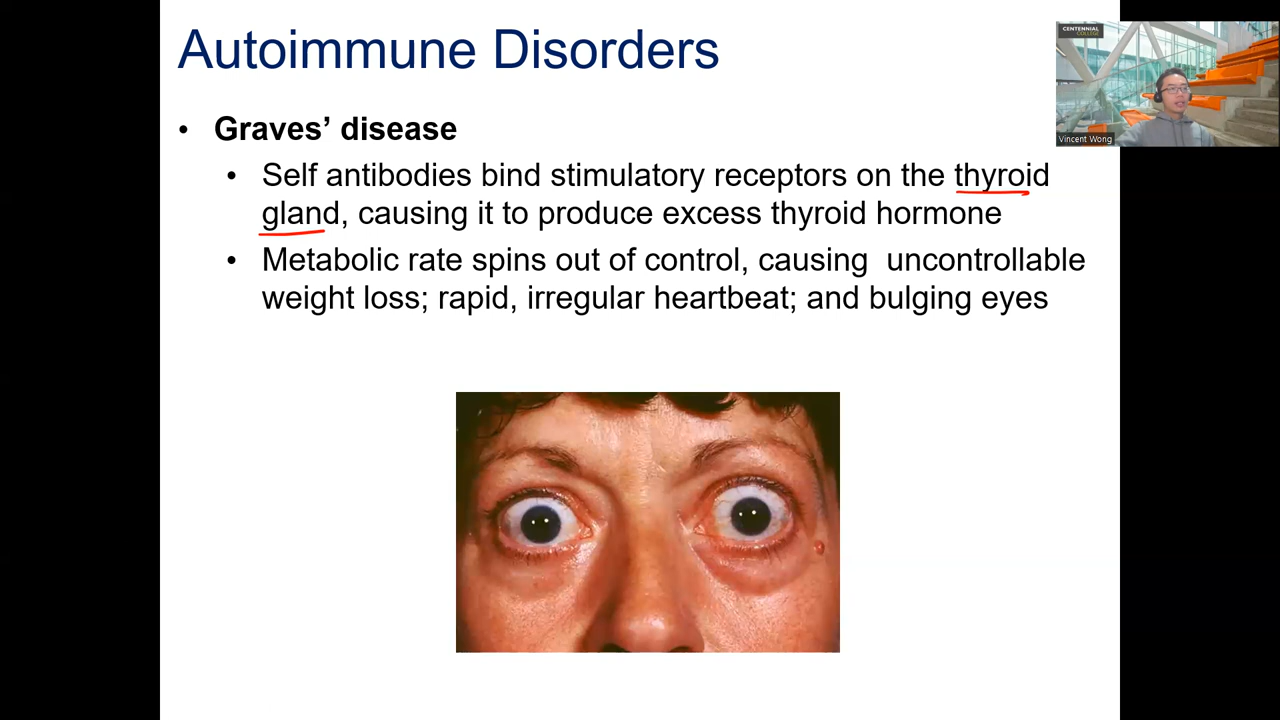 Autoimmune Disorders
CENTENNIAL
COLLEGE
Vincent Wong
• Graves’ disease
• Self antibodies bind stimulatory receptors on the thyroid
gland, causing it to produce excess thyroid hormone
• Metabolic rate spins out of control, causing  uncontrollable
weight loss; rapid, irregular heartbeat; and bulging eyes